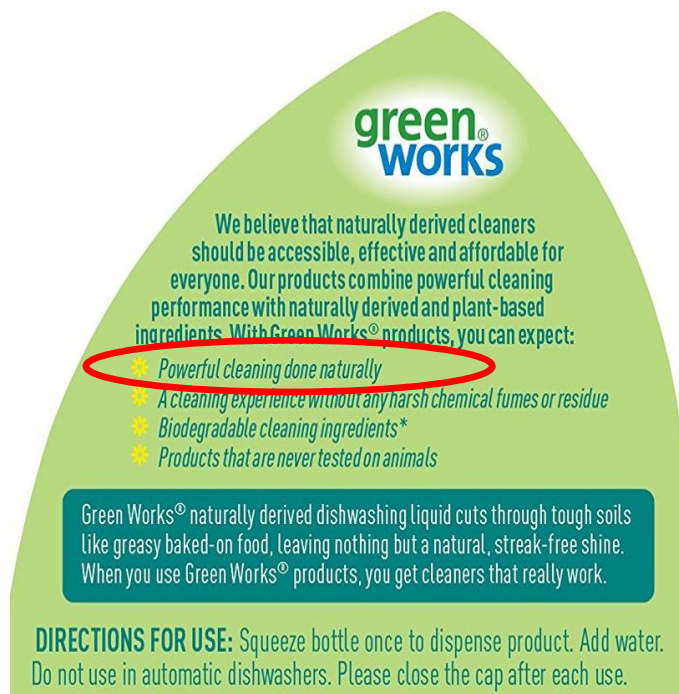 green®
works
We believe that naturally derived cleaners
should be accessible, effective and affordable for
everyone. Our products combine powerful cleaning
performance with naturally derived and plant-based
ingredients. With Green Works® products, you can expect:
Powerful cleaning done naturally
A cleaning experience without any harsh chemical fumes or residue
Biodegradable cleaning ingredients*
Products that are never tested on animals
Green Works® naturally derived dishwashing liquid cuts through tough soils
like greasy baked-on food, leaving nothing but a natural, streak-free shine.
When you use Green Works® products, you get cleaners that really work.
DIRECTIONS FOR USE: Squeeze bottle once to dispense product. Add water.
Do not use in automatic dishwashers. Please close the cap after each use.